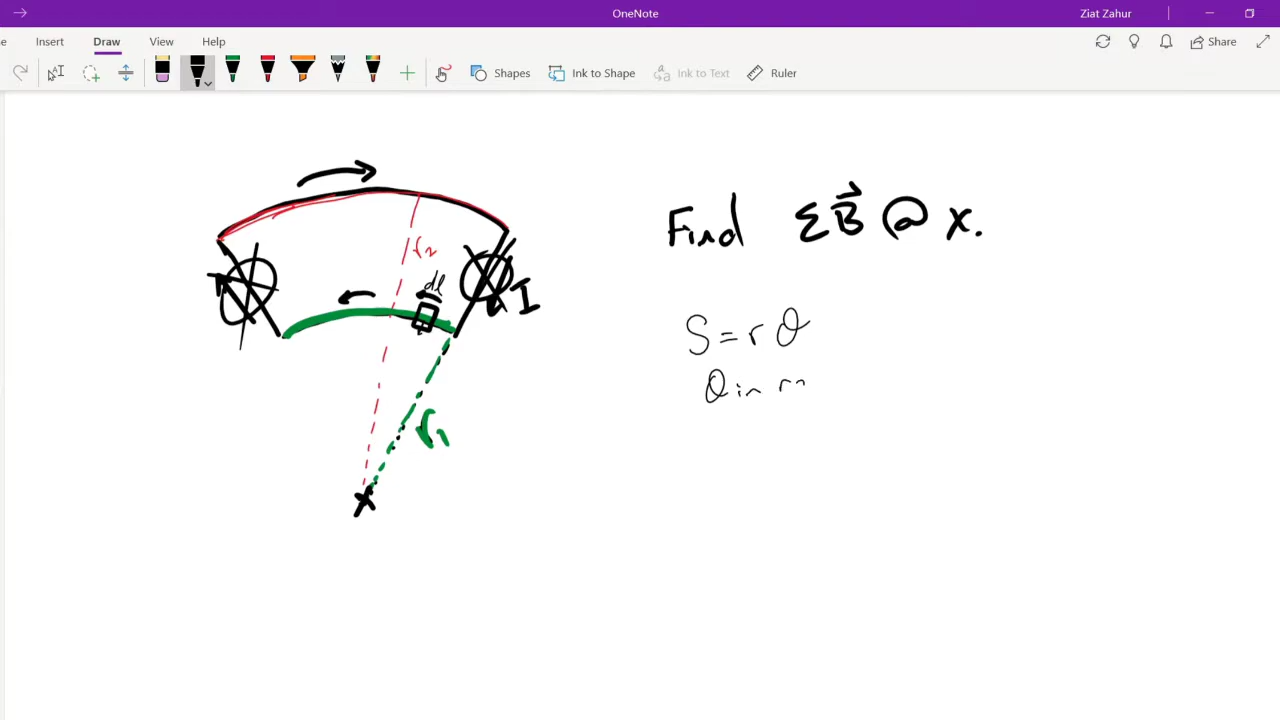 OneNote
Ziat Zahur
Insert Draw View Help
Share
Shapes
Ink to Shape
Ink to Text
Ruler
Find Σ B⃗ @ x.
r2
dl
I
S = r θ
r1
θ in
x